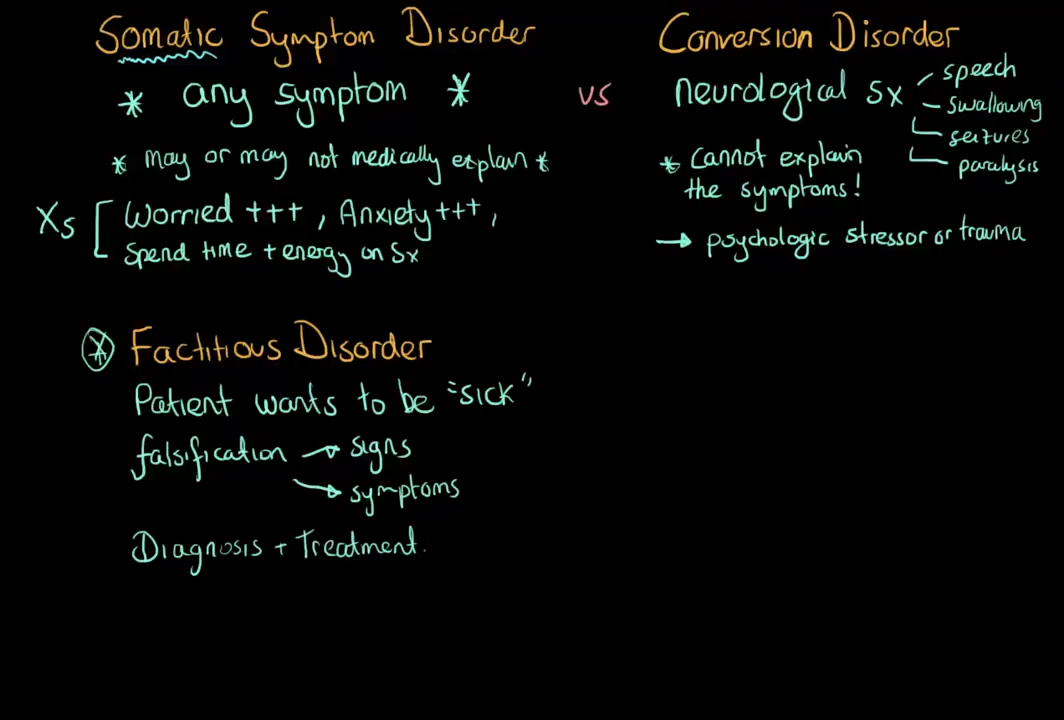 Somatic Symptom Disorder
* any symptom *
* may or may not medically explain *
Xs [ Worried +++ , Anxiety +++ ,
Spend time + energy on Sx
vs
Conversion Disorder
neurological Sx
speech
swallowing
seizures
paralysis
* Cannot explain
the symptoms!
→ psychologic stressor or trauma
* Factitious Disorder
Patient wants to be "sick"
falsification → signs
→ symptoms
Diagnosis + Treatment.